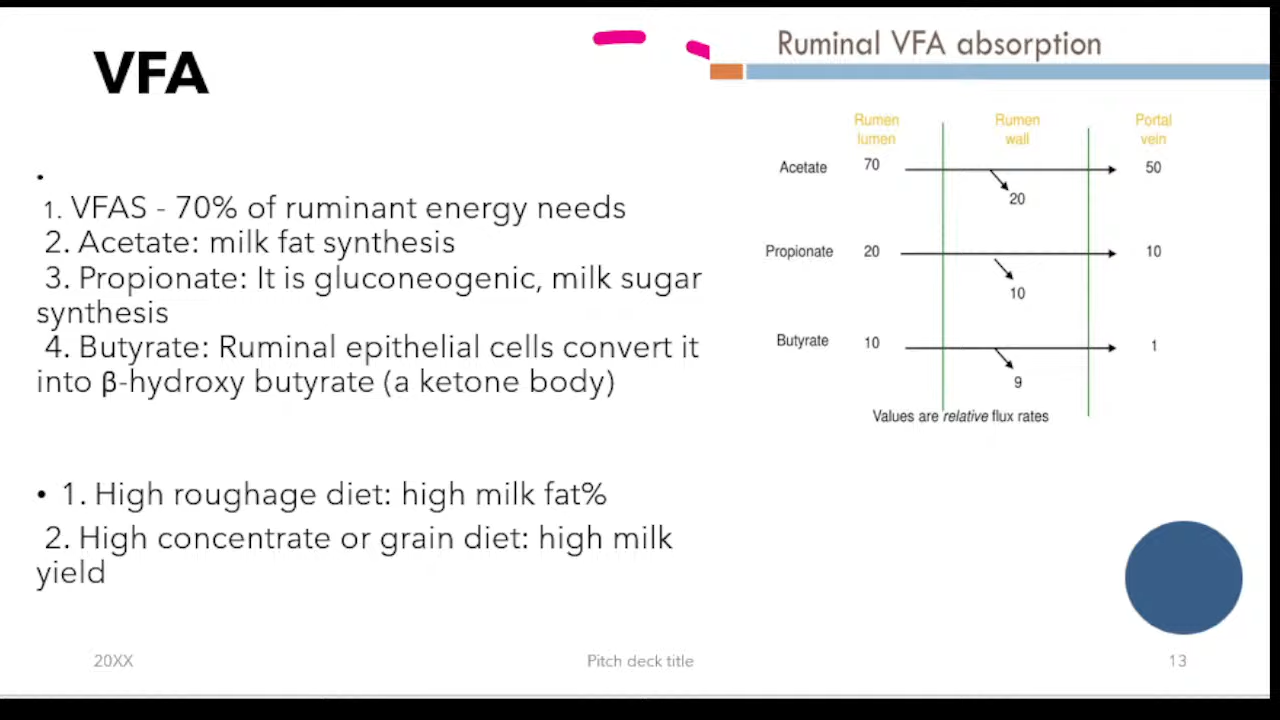 VFA
•
1. VFAS - 70% of ruminant energy needs
2. Acetate: milk fat synthesis
3. Propionate: It is gluconeogenic, milk sugar
synthesis
4. Butyrate: Ruminal epithelial cells convert it
into β-hydroxy butyrate (a ketone body)
• 1. High roughage diet: high milk fat%
2. High concentrate or grain diet: high milk
yield
Ruminal VFA absorption
Rumen lumen
Rumen wall
Portal vein
Acetate 70 50
20
Propionate 20 10
10
Butyrate 10 1
9
Values are relative flux rates
20XX Pitch deck title 13